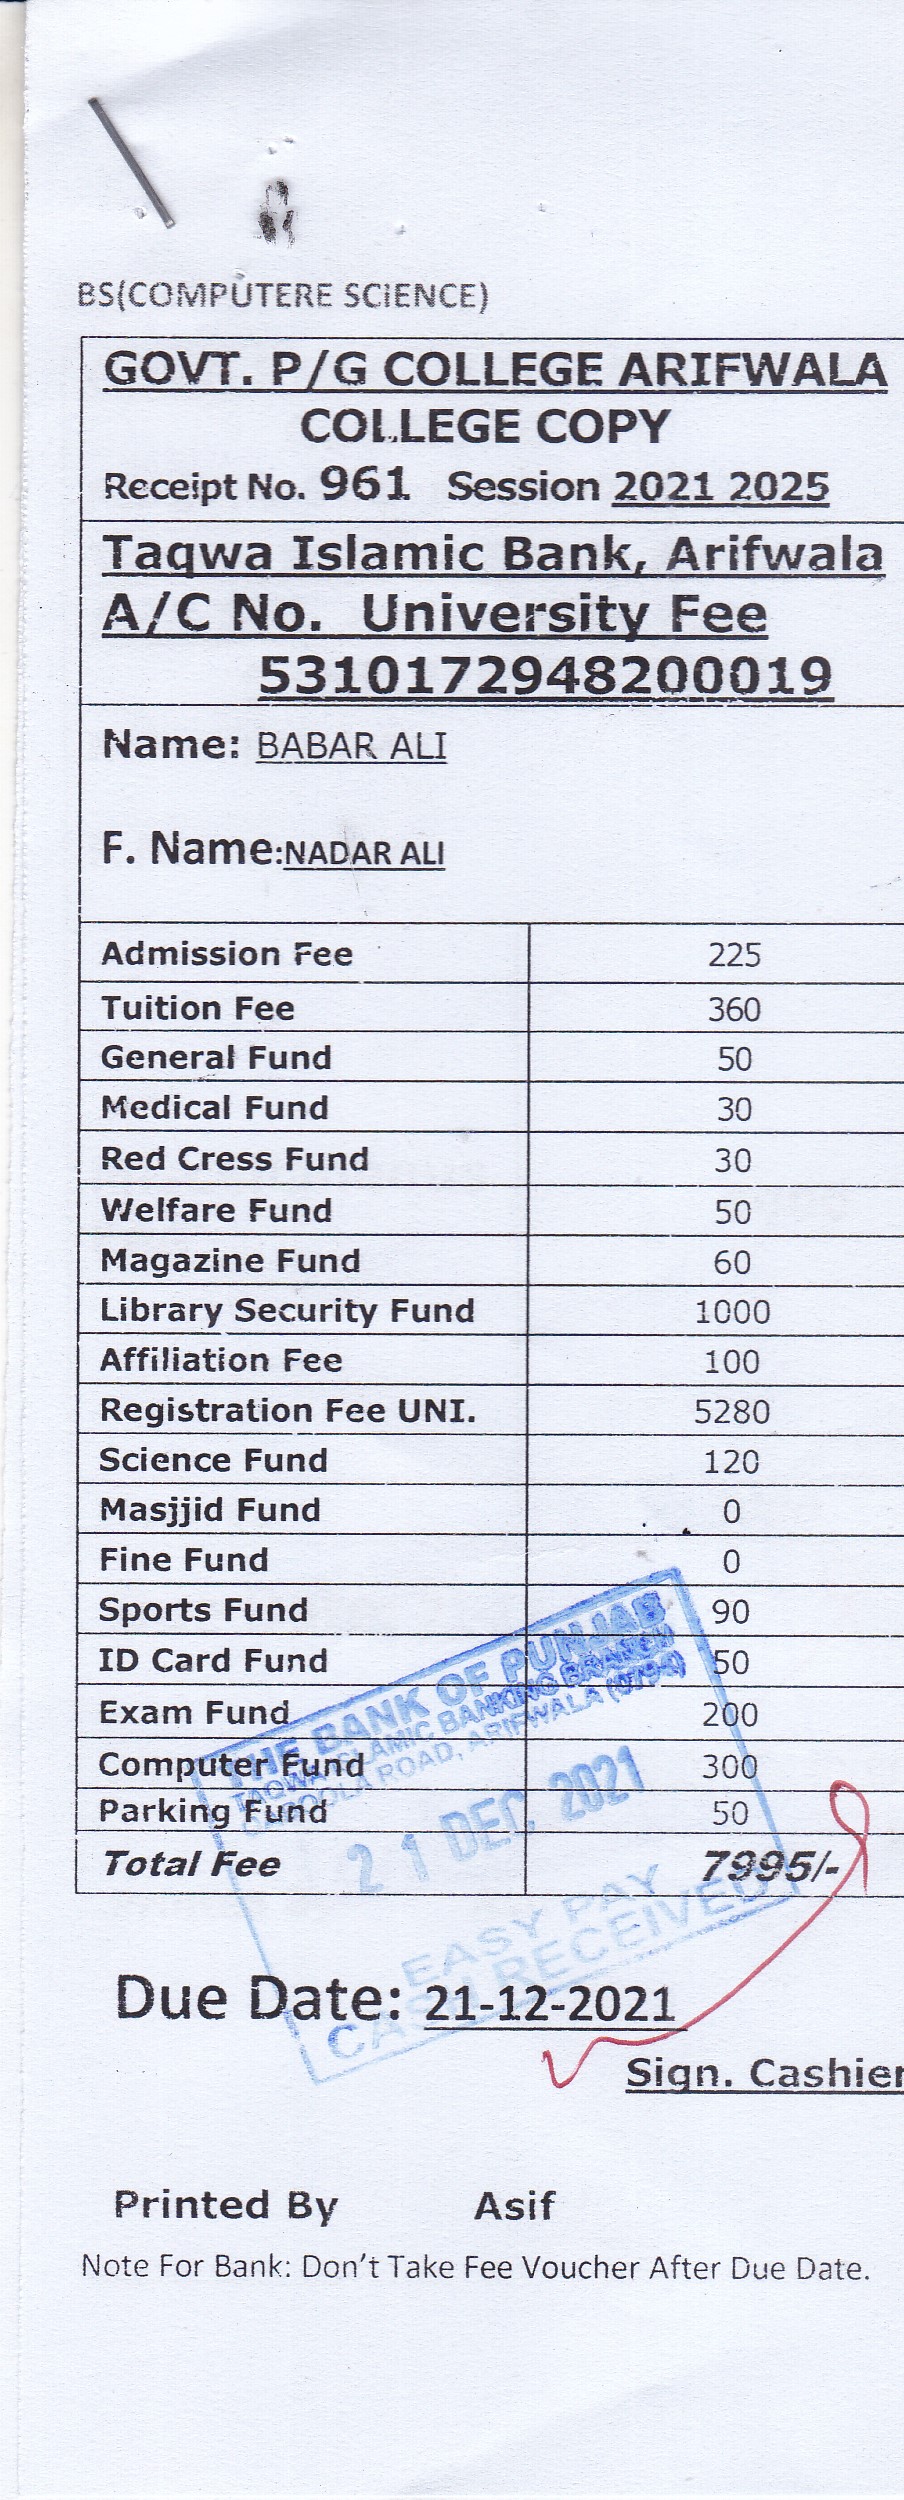 BS(COMPUTERE SCIENCE)
GOVT. P/G COLLEGE ARIFWALA
COLLEGE COPY
Receipt No. 961 Session 2021 2025
Taqwa Islamic Bank, Arifwala
A/C No. University Fee
5310172948200019
Name: BABAR ALI
F. Name:NADAR ALI
Admission Fee 225
Tuition Fee 360
General Fund 50
Medical Fund 30
Red Cress Fund 30
Welfare Fund 50
Magazine Fund 60
Library Security Fund 1000
Affiliation Fee 100
Registration Fee UNI. 5280
Science Fund 120
Masjjid Fund 0
Fine Fund 0
Sports Fund 90
ID Card Fund 50
Exam Fund 200
Computer Fund 300
Parking Fund 50
Total Fee 7995/-
THE BANK OF PUNJAB
TAQWA ISLAMIC BANKING BRANCH
ROAD, ARIFWALA (0794)
21 DEC 2021
EASY PAY
CASH RECEIVED
Due Date: 21-12-2021
Sign. Cashier
Printed By Asif
Note For Bank: Don't Take Fee Voucher After Due Date.